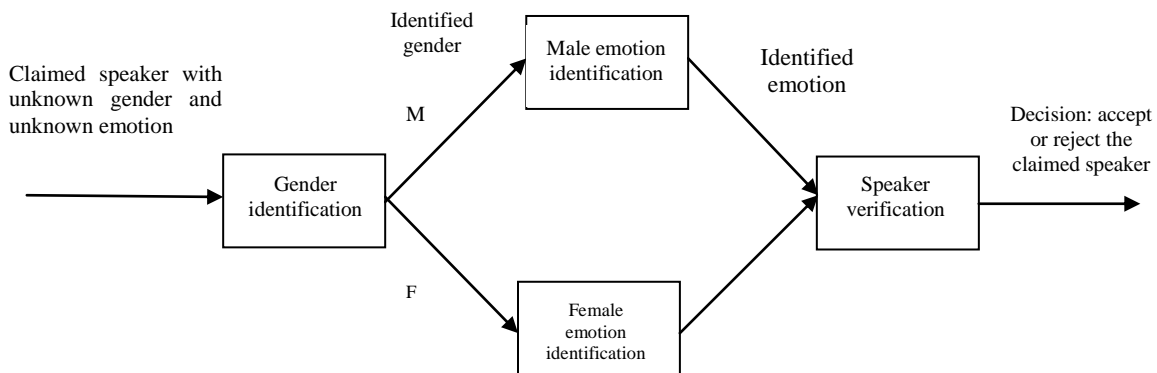 Claimed speaker with
unknown gender and
unknown emotion
Gender
identification
Identified
gender
M
F
Male emotion
identification
Female
emotion
identification
Identified
emotion
Speaker
verification
Decision: accept
or reject the
claimed speaker